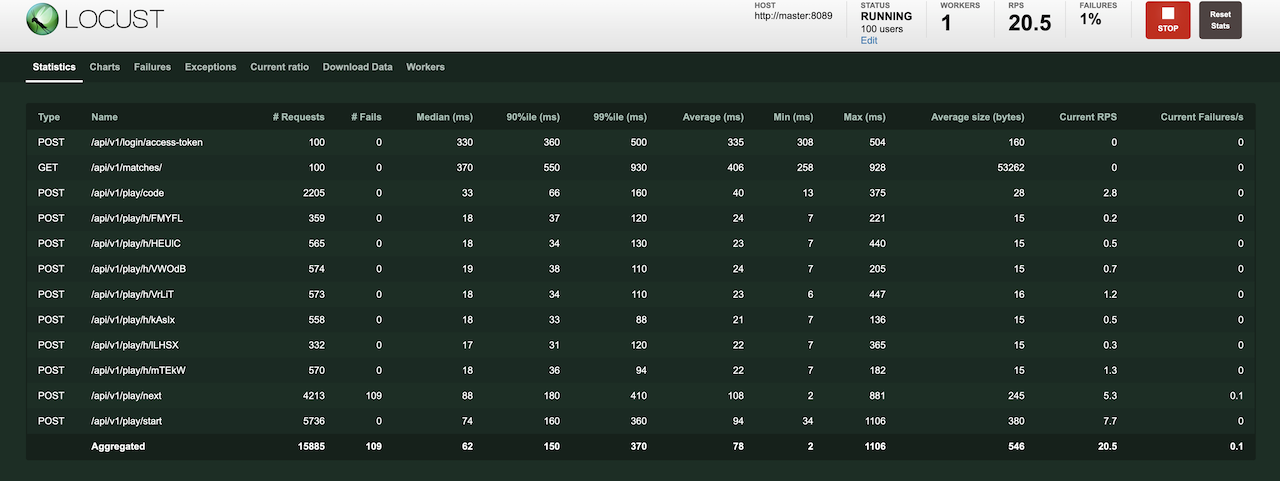 LOCUST
HOST
http://master:8089
STATUS
RUNNING
100 users
Edit
WORKERS
1
RPS
20.5
FAILURES
1%
STOP
Reset
Stats
Statistics Charts Failures Exceptions Current ratio Download Data Workers
Type Name # Requests # Fails Median (ms) 90%ile (ms) 99%ile (ms) Average (ms) Min (ms) Max (ms) Average size (bytes) Current RPS Current Failures/s
POST /api/v1/login/access-token 100 0 330 360 500 335 308 504 160 0 0
GET /api/v1/matches/ 100 0 370 550 930 406 258 928 53262 0 0
POST /api/v1/play/code 2205 0 33 66 160 40 13 375 28 2.8 0
POST /api/v1/play/h/FMYFL 359 0 18 37 120 24 7 221 15 0.2 0
POST /api/v1/play/h/HEUIC 565 0 18 34 130 23 7 440 15 0.5 0
POST /api/v1/play/h/VWOdB 574 0 19 38 110 24 7 205 15 0.7 0
POST /api/v1/play/h/VrLiT 573 0 18 34 110 23 6 447 16 1.2 0
POST /api/v1/play/h/kAsIx 558 0 18 33 88 21 7 136 15 0.5 0
POST /api/v1/play/h/lLHSX 332 0 17 31 120 22 7 365 15 0.3 0
POST /api/v1/play/h/mTEkW 570 0 18 36 94 22 7 182 15 1.3 0
POST /api/v1/play/next 4213 109 88 180 410 108 2 881 245 5.3 0.1
POST /api/v1/play/start 5736 0 74 160 360 94 34 1106 380 7.7 0
Aggregated 15885 109 62 150 370 78 2 1106 546 20.5 0.1